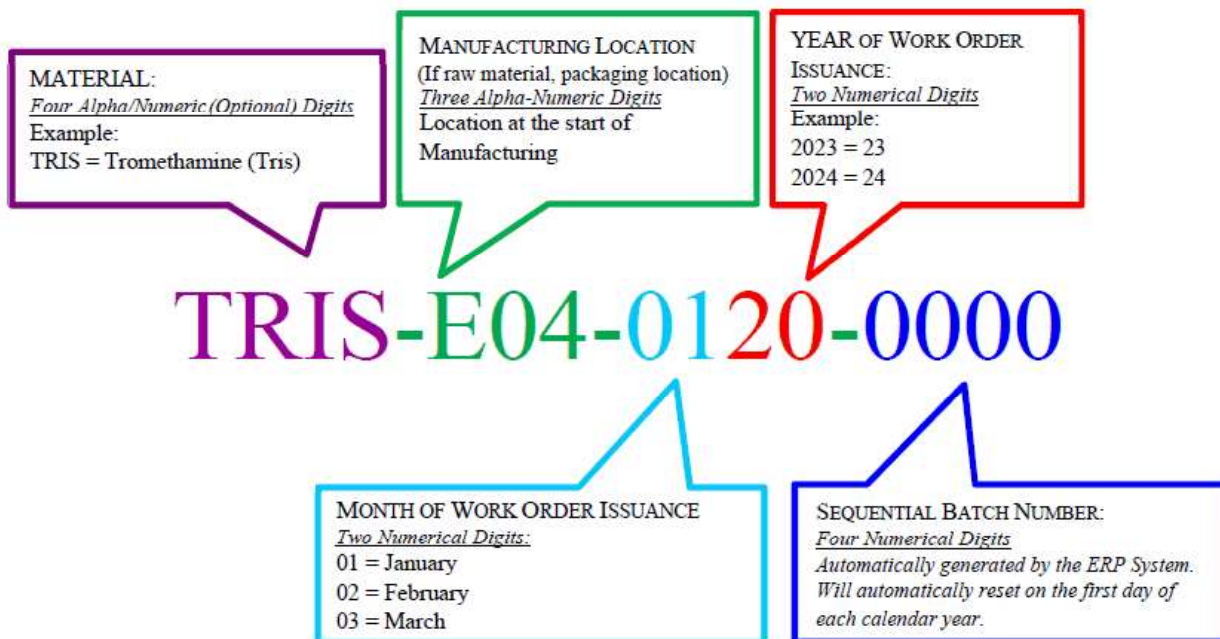 MATERIAL:
Four Alpha/Numeric (Optional) Digits
Example:
TRIS = Tromethamine (Tris)
MANUFACTURING LOCATION
(If raw material, packaging location)
Three Alpha-Numeric Digits
Location at the start of
Manufacturing
YEAR OF WORK ORDER
ISSUANCE:
Two Numerical Digits
Example:
2023 = 23
2024 = 24
TRIS-E04-0120-0000
MONTH OF WORK ORDER ISSUANCE
Two Numerical Digits:
01 = January
02 = February
03 = March
SEQUENTIAL BATCH NUMBER:
Four Numerical Digits
Automatically generated by the ERP System.
Will automatically reset on the first day of
each calendar year.